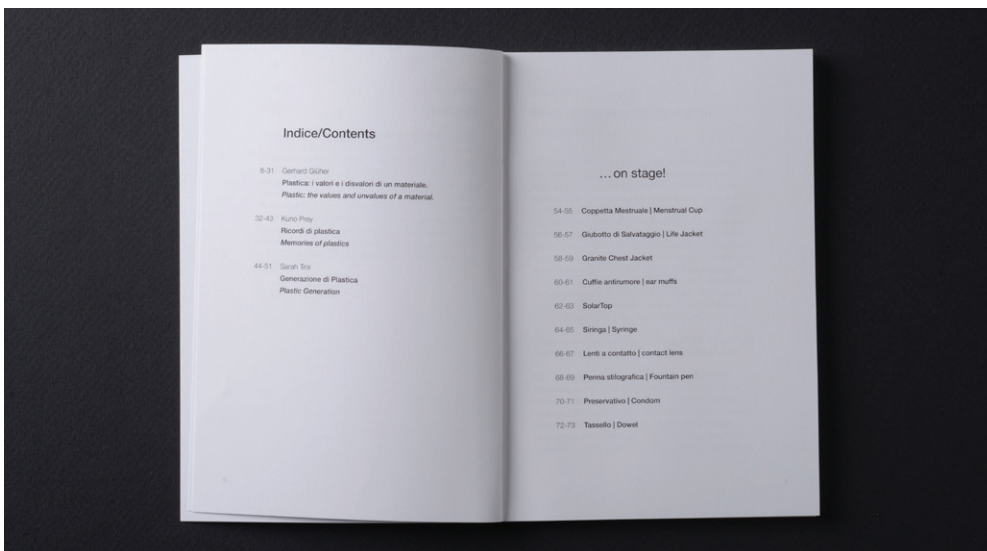 Indice/Contents
8-31 Gerhard Glüher
Plastica: i valori e i disvalori di un materiale.
Plastic: the values and unvalues of a material.
32-43 Kuno Prey
Ricordi di plastica
Memories of plastics
44-51 Sarah
Generazione di Plastica
Plastic Generation
...on stage!
54-55 Coppetta Mestruale | Menstrual Cup
56-57 Giubotto di Salvataggio | Life Jacket
58-59 Granite Chest Jacket
60-61 Cuffie antirumore | ear muffs
62-63 SolarTop
64-65 Siringa | Syringe
66-67 Lenti a contatto | contact lens
68-69 Penna stilografica | Fountain pen
70-71 Preservativo | Condom
72-73 Tassello | Dowel